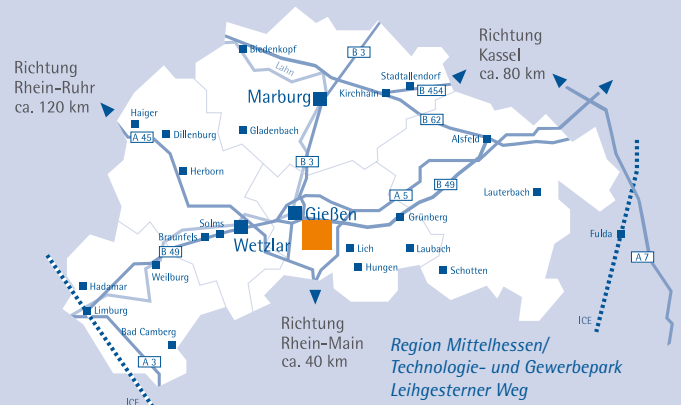 Richtung
Rhein-Ruhr
ca. 120 km
Richtung
Kassel
ca. 80 km
Biedenkopf
B 3
Lahn
Stadtallendorf
Marburg
Kirchhain
B 454
Haiger
A 45
Dillenburg
Gladenbach
B 62
Alsfeld
Herborn
B 3
A 5
B 49
Lauterbach
Gießen
Grünberg
Solms
Braunfels
Wetzlar
Fulda
B 49
Lich
Laubach
A 7
Weilburg
Hungen
Schotten
Hadamar
Limburg
Bad Camberg
A 3
ICE
ICE
Richtung
Rhein-Main
ca. 40 km
Region Mittelhessen/
Technologie- und Gewerbepark
Leihgesterner Weg